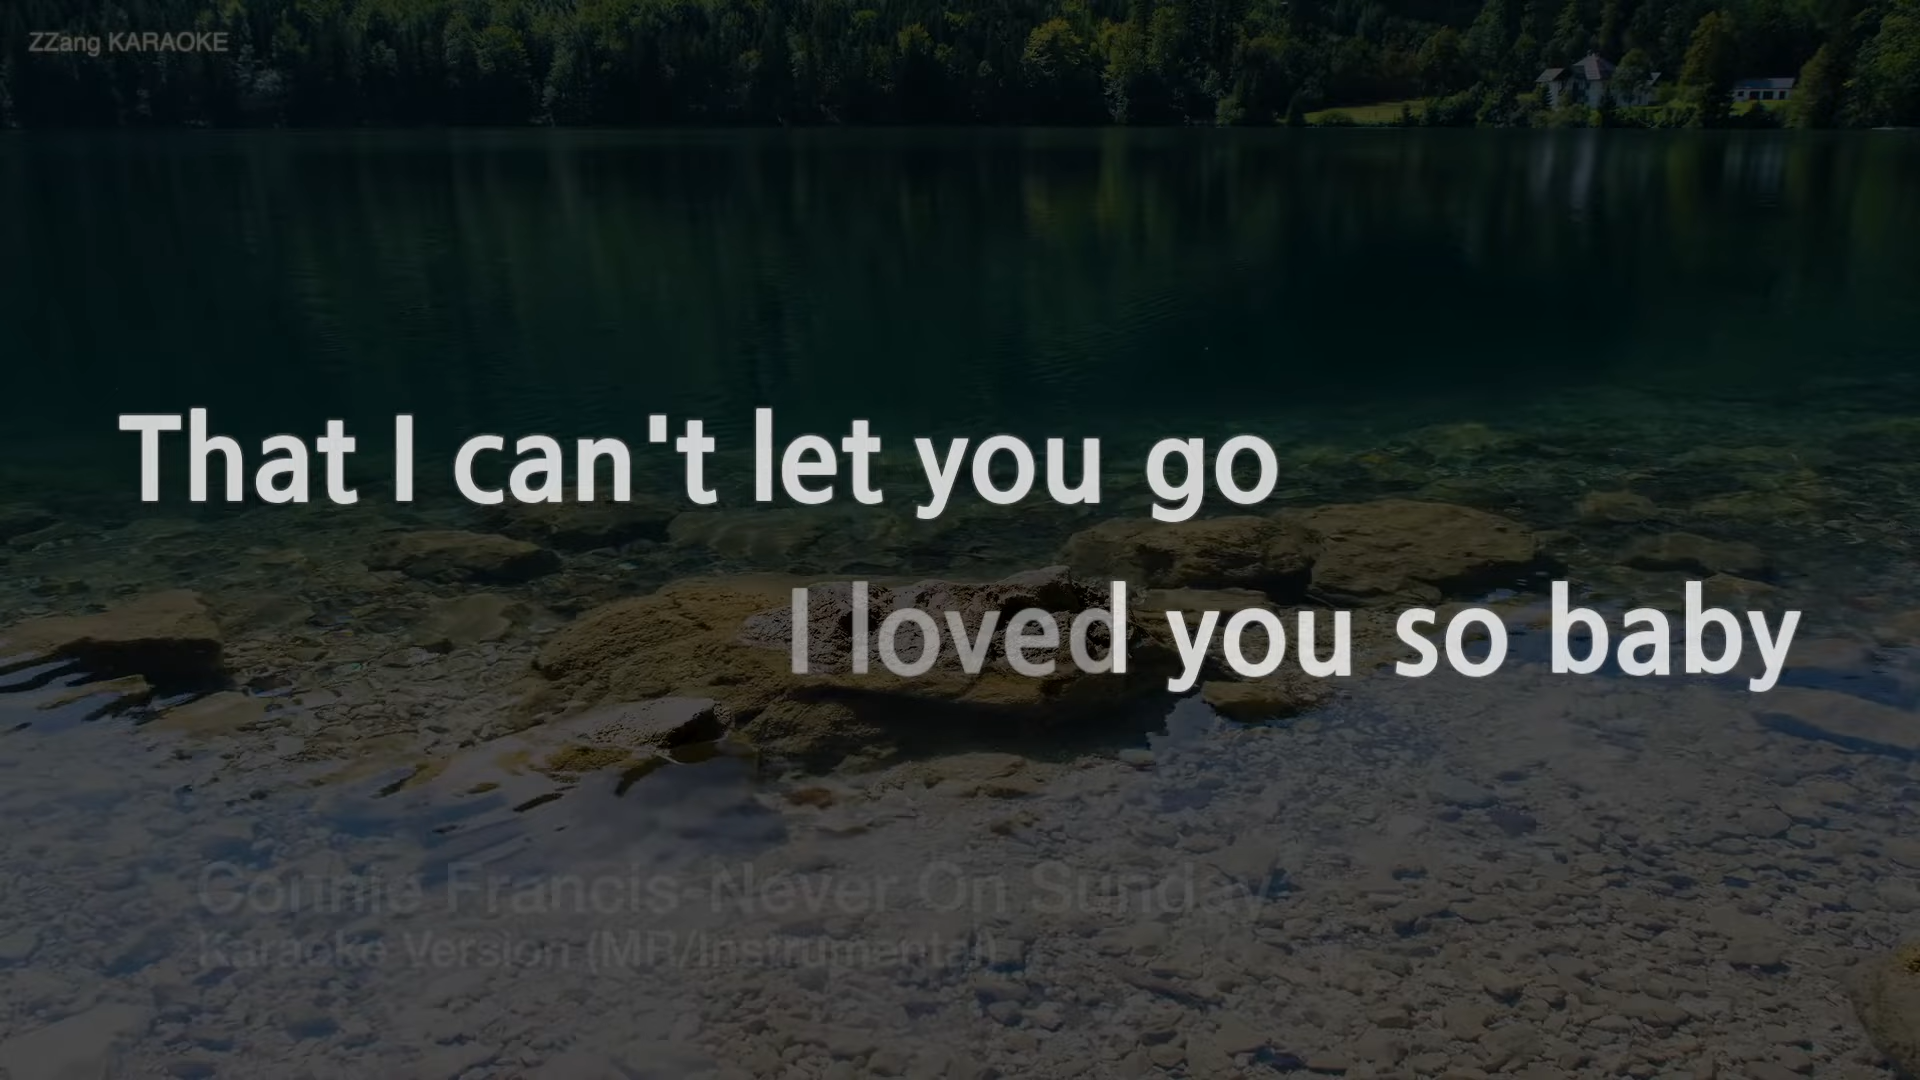 ZZang KARAOKE
That I can't let you go
I loved you so baby
Connie Francis-Never On Sunday
Karaoke Version (MR/Instrumental)